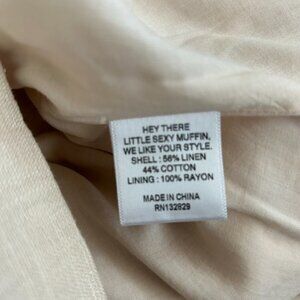 HEY THERE
LITTLE SEXY MUFFIN,
WE LIKE YOUR STYLE.
SHELL : 56% LINEN
44% COTTON
LINING : 100% RAYON
MADE IN CHINA
RN132929